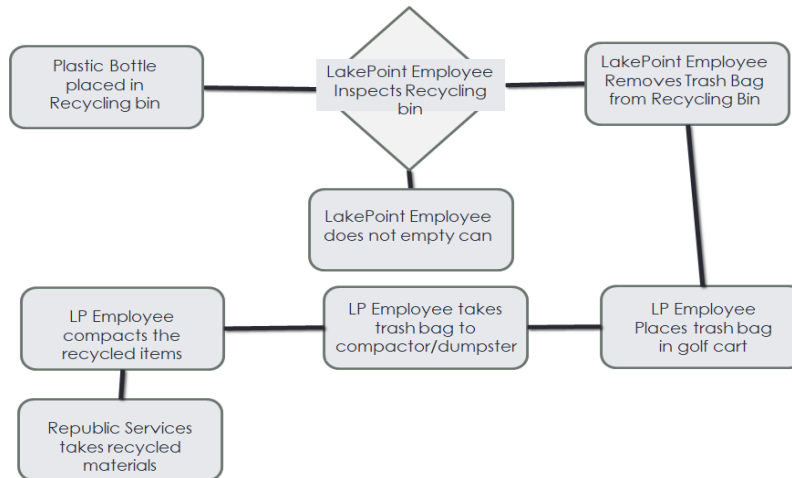 Plastic Bottle
placed in
Recycling bin
LakePoint Employee
Inspects Recycling
bin
LakePoint Employee
Removes Trash Bag
from Recycling Bin
LakePoint Employee
does not empty can
LP Employee
Places trash bag
in golf cart
LP Employee takes
trash bag to
compactor/dumpster
LP Employee
compacts the
recycled items
Republic Services
takes recycled
materials